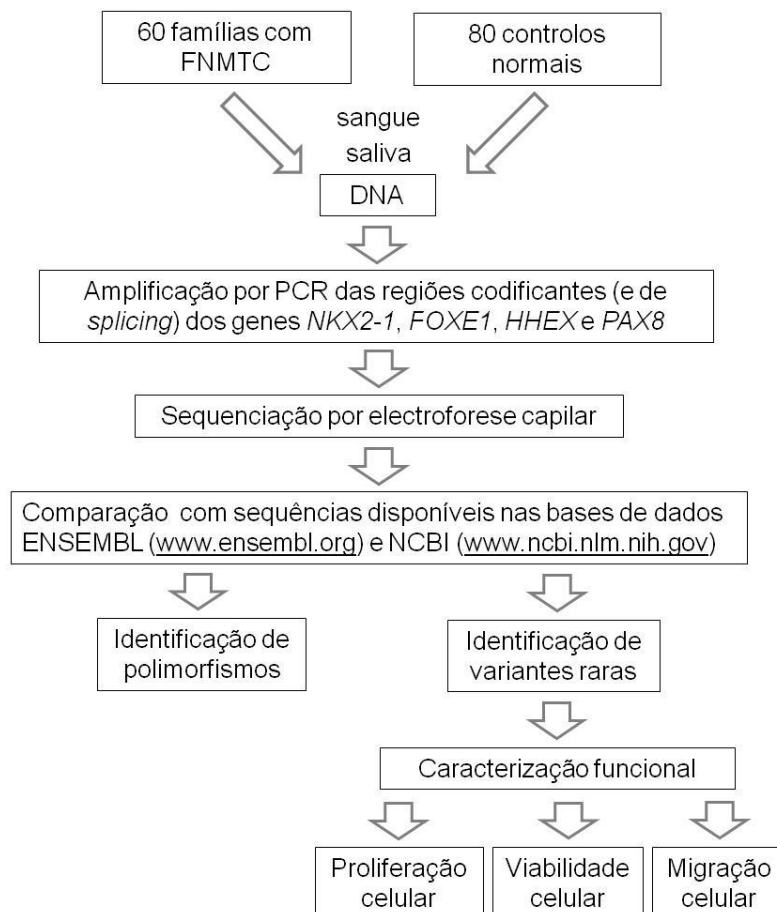 60 famílias com
FNMTC
80 controlos
normais
sangue
saliva
DNA
Amplificação por PCR das regiões codificantes (e de
splicing) dos genes NKX2-1, FOXE1, HHEX e PAX8
Sequenciação por electroforese capilar
Comparação com sequências disponíveis nas bases de dados
ENSEMBL (www.ensembl.org) e NCBI (www.ncbi.nlm.nih.gov)
Identificação de
polimorfismos
Identificação de
variantes raras
Caracterização funcional
Proliferação
celular
Viabilidade
celular
Migração
celular